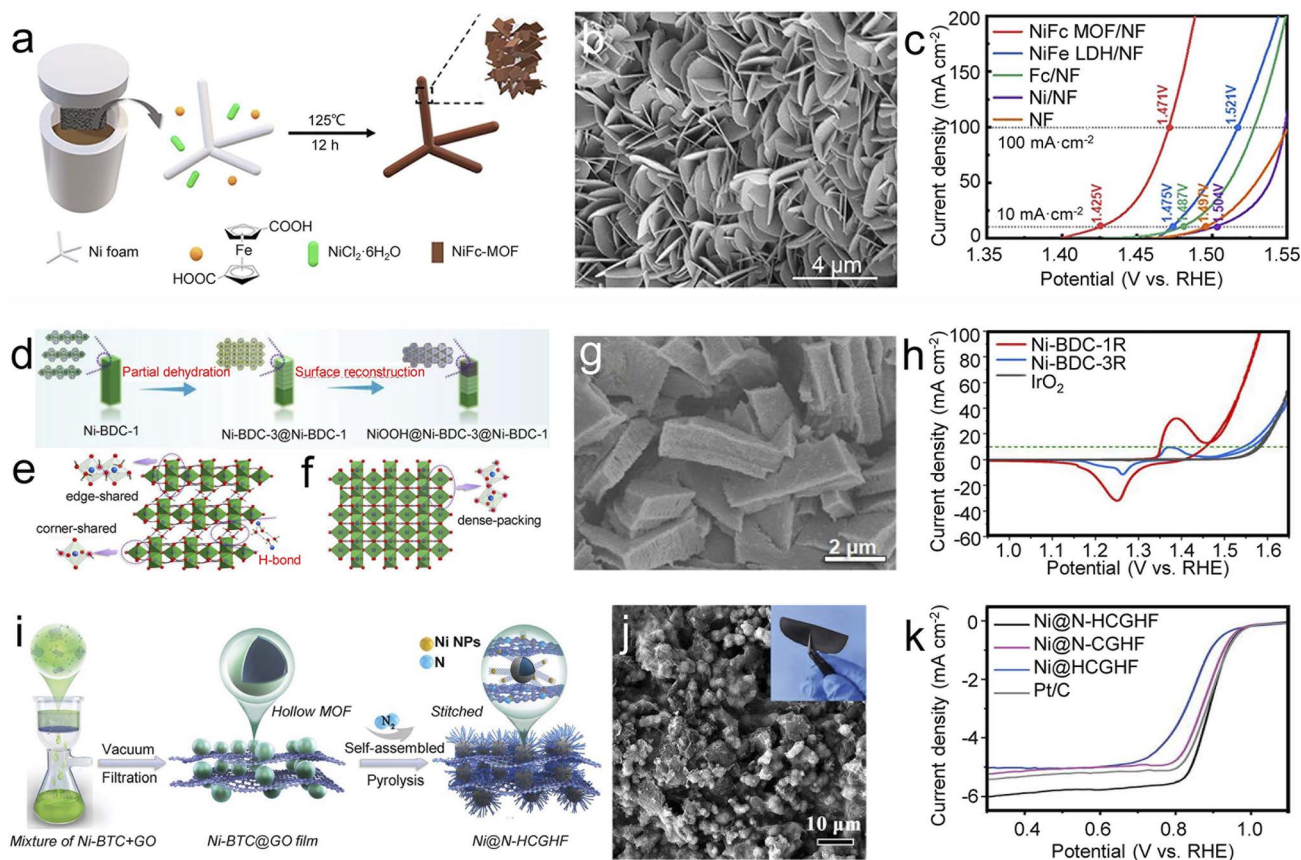 a
125℃
12 h
Ni foam
COOH
Fe
HOOC
NiCl₂·6H₂O
NiFc-MOF
b
4 μm
c
Current density (mA cm⁻²)
200
150
100
50
0
NiFc MOF/NF
NiFe LDH/NF
Fc/NF
Ni/NF
NF
1.471V
1.521V
100 mA·cm⁻²
1.425V
1.475V
1.487V
1.497V
1.504V
10 mA·cm⁻²
1.35
1.40
1.45
1.50
1.55
Potential (V vs. RHE)
d
Partial dehydration
Surface reconstruction
Ni-BDC-1
Ni-BDC-3@Ni-BDC-1
NiOOH@Ni-BDC-3@Ni-BDC-1
e
edge-shared
corner-shared
H-bond
f
dense-packing
g
2 μm
h
Current density (mA cm⁻²)
100
80
60
40
20
0
-20
-40
-60
Ni-BDC-1R
Ni-BDC-3R
IrO₂
1.0
1.1
1.2
1.3
1.4
1.5
1.6
Potential (V vs. RHE)
i
Vacuum
Filtration
Mixture of Ni-BTC+GO
Hollow MOF
Ni-BTC@GO film
N₂
Self-assembled
Pyrolysis
Ni NPs
N
Stitched
Ni@N-HCGHF
j
10 μm
k
Current density (mA cm⁻²)
0
-2
-4
-6
Ni@N-HCGHF
Ni@N-CGHF
Ni@HCGHF
Pt/C
0.4
0.6
0.8
1.0
Potential (V vs. RHE)